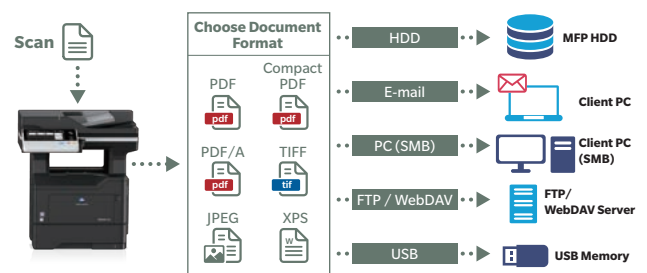 Scan
Choose Document
Format
PDF
Compact
PDF
pdf
pdf
PDF/A
TIFF
pdf
tif
JPEG
XPS
W
HDD
MFP HDD
E-mail
Client PC
PC (SMB)
Client PC
(SMB)
FTP / WebDAV
FTP/
WebDAV Server
USB
USB Memory